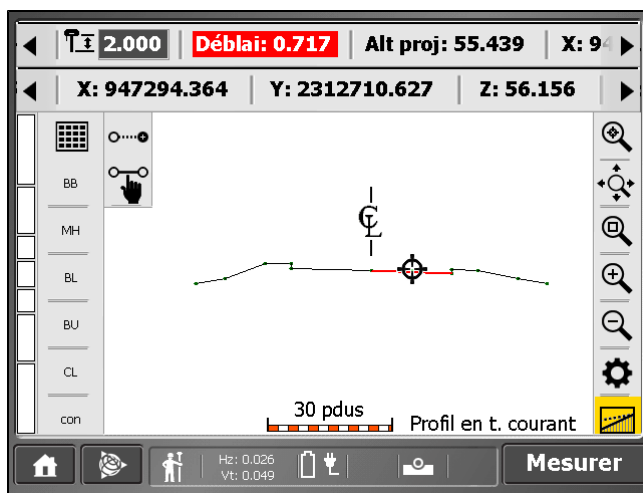 2.000 Déblai: 0.717 Alt proj: 55.439 X: 94
X: 947294.364 Y: 2312710.627 Z: 56.156
BB
MH
BL
BU
CL
con
℄
30 pdus
Profil en t. courant
Hz: 0.026
Vt: 0.049
Mesurer